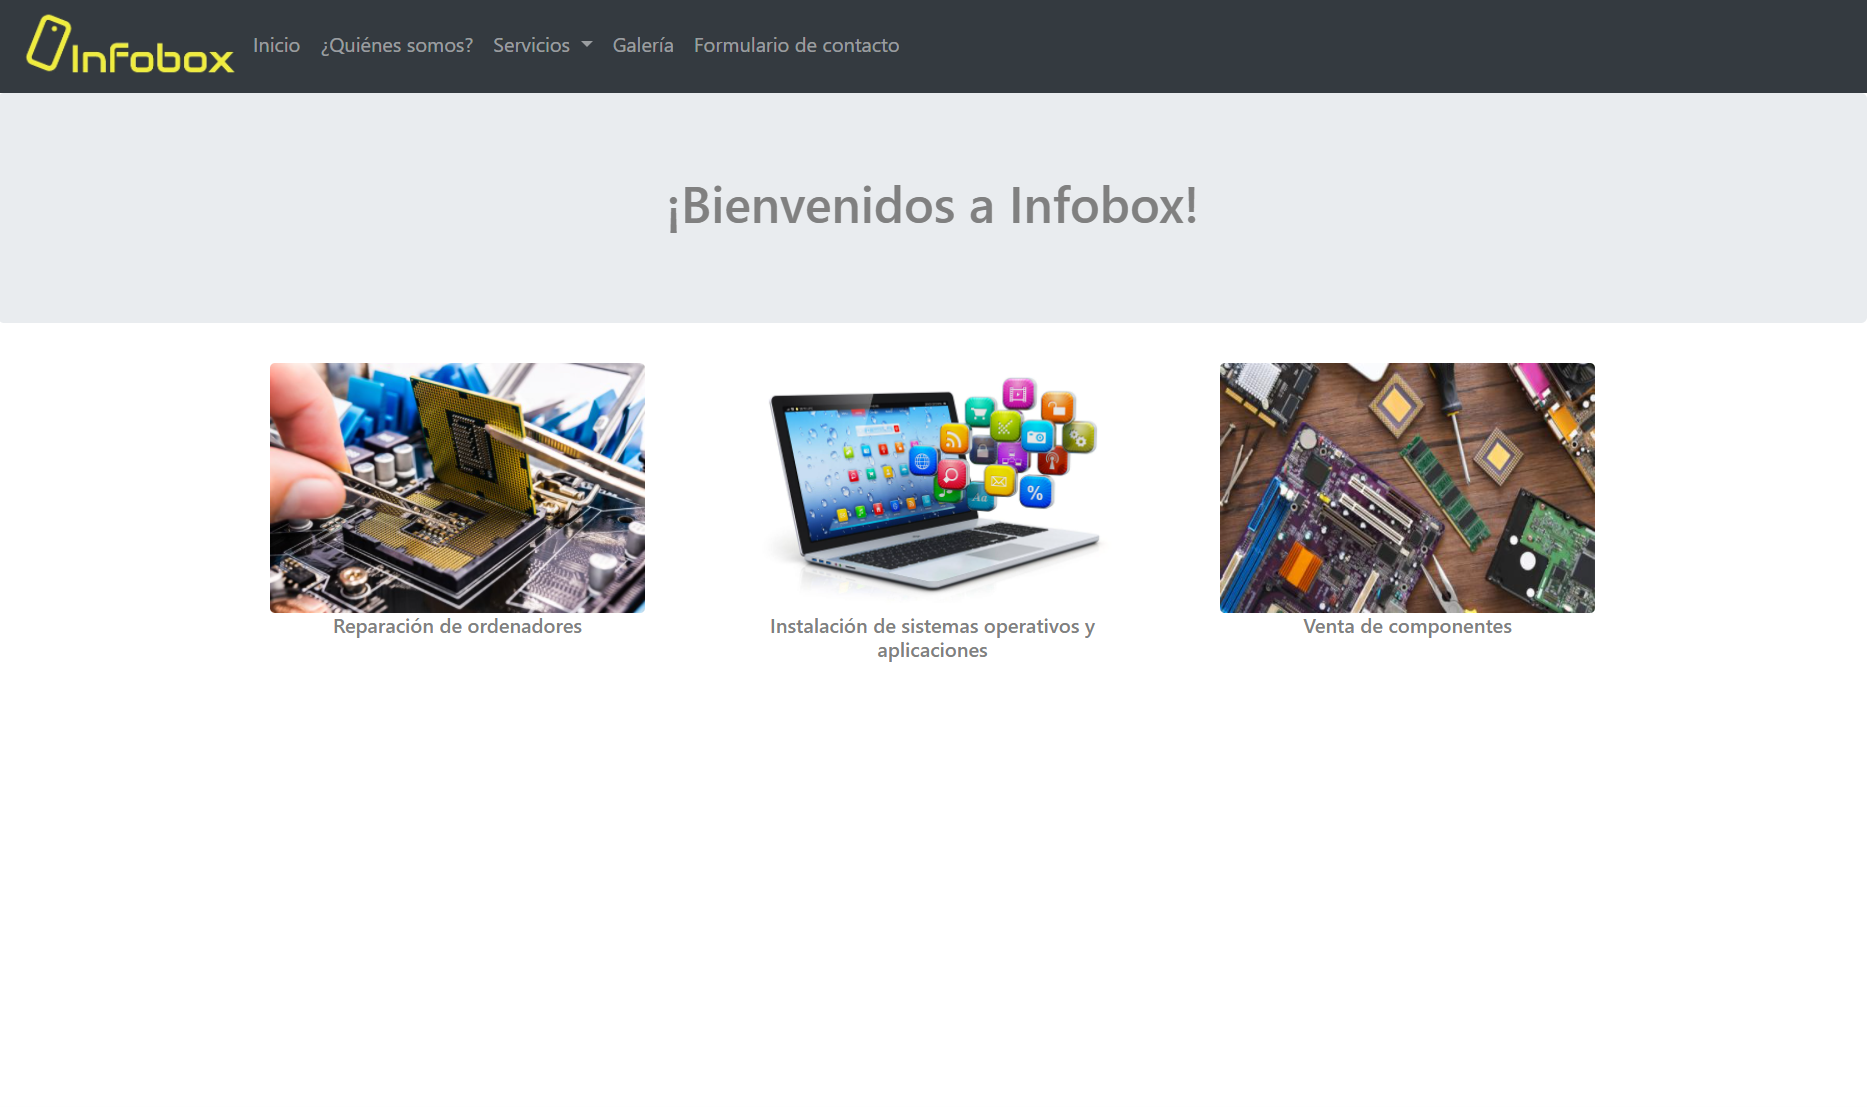 Infobox
Inicio
¿Quiénes somos?
Servicios
Galería
Formulario de contacto
¡Bienvenidos a Infobox!
%
Reparación de ordenadores
Instalación de sistemas operativos y
aplicaciones
Venta de componentes